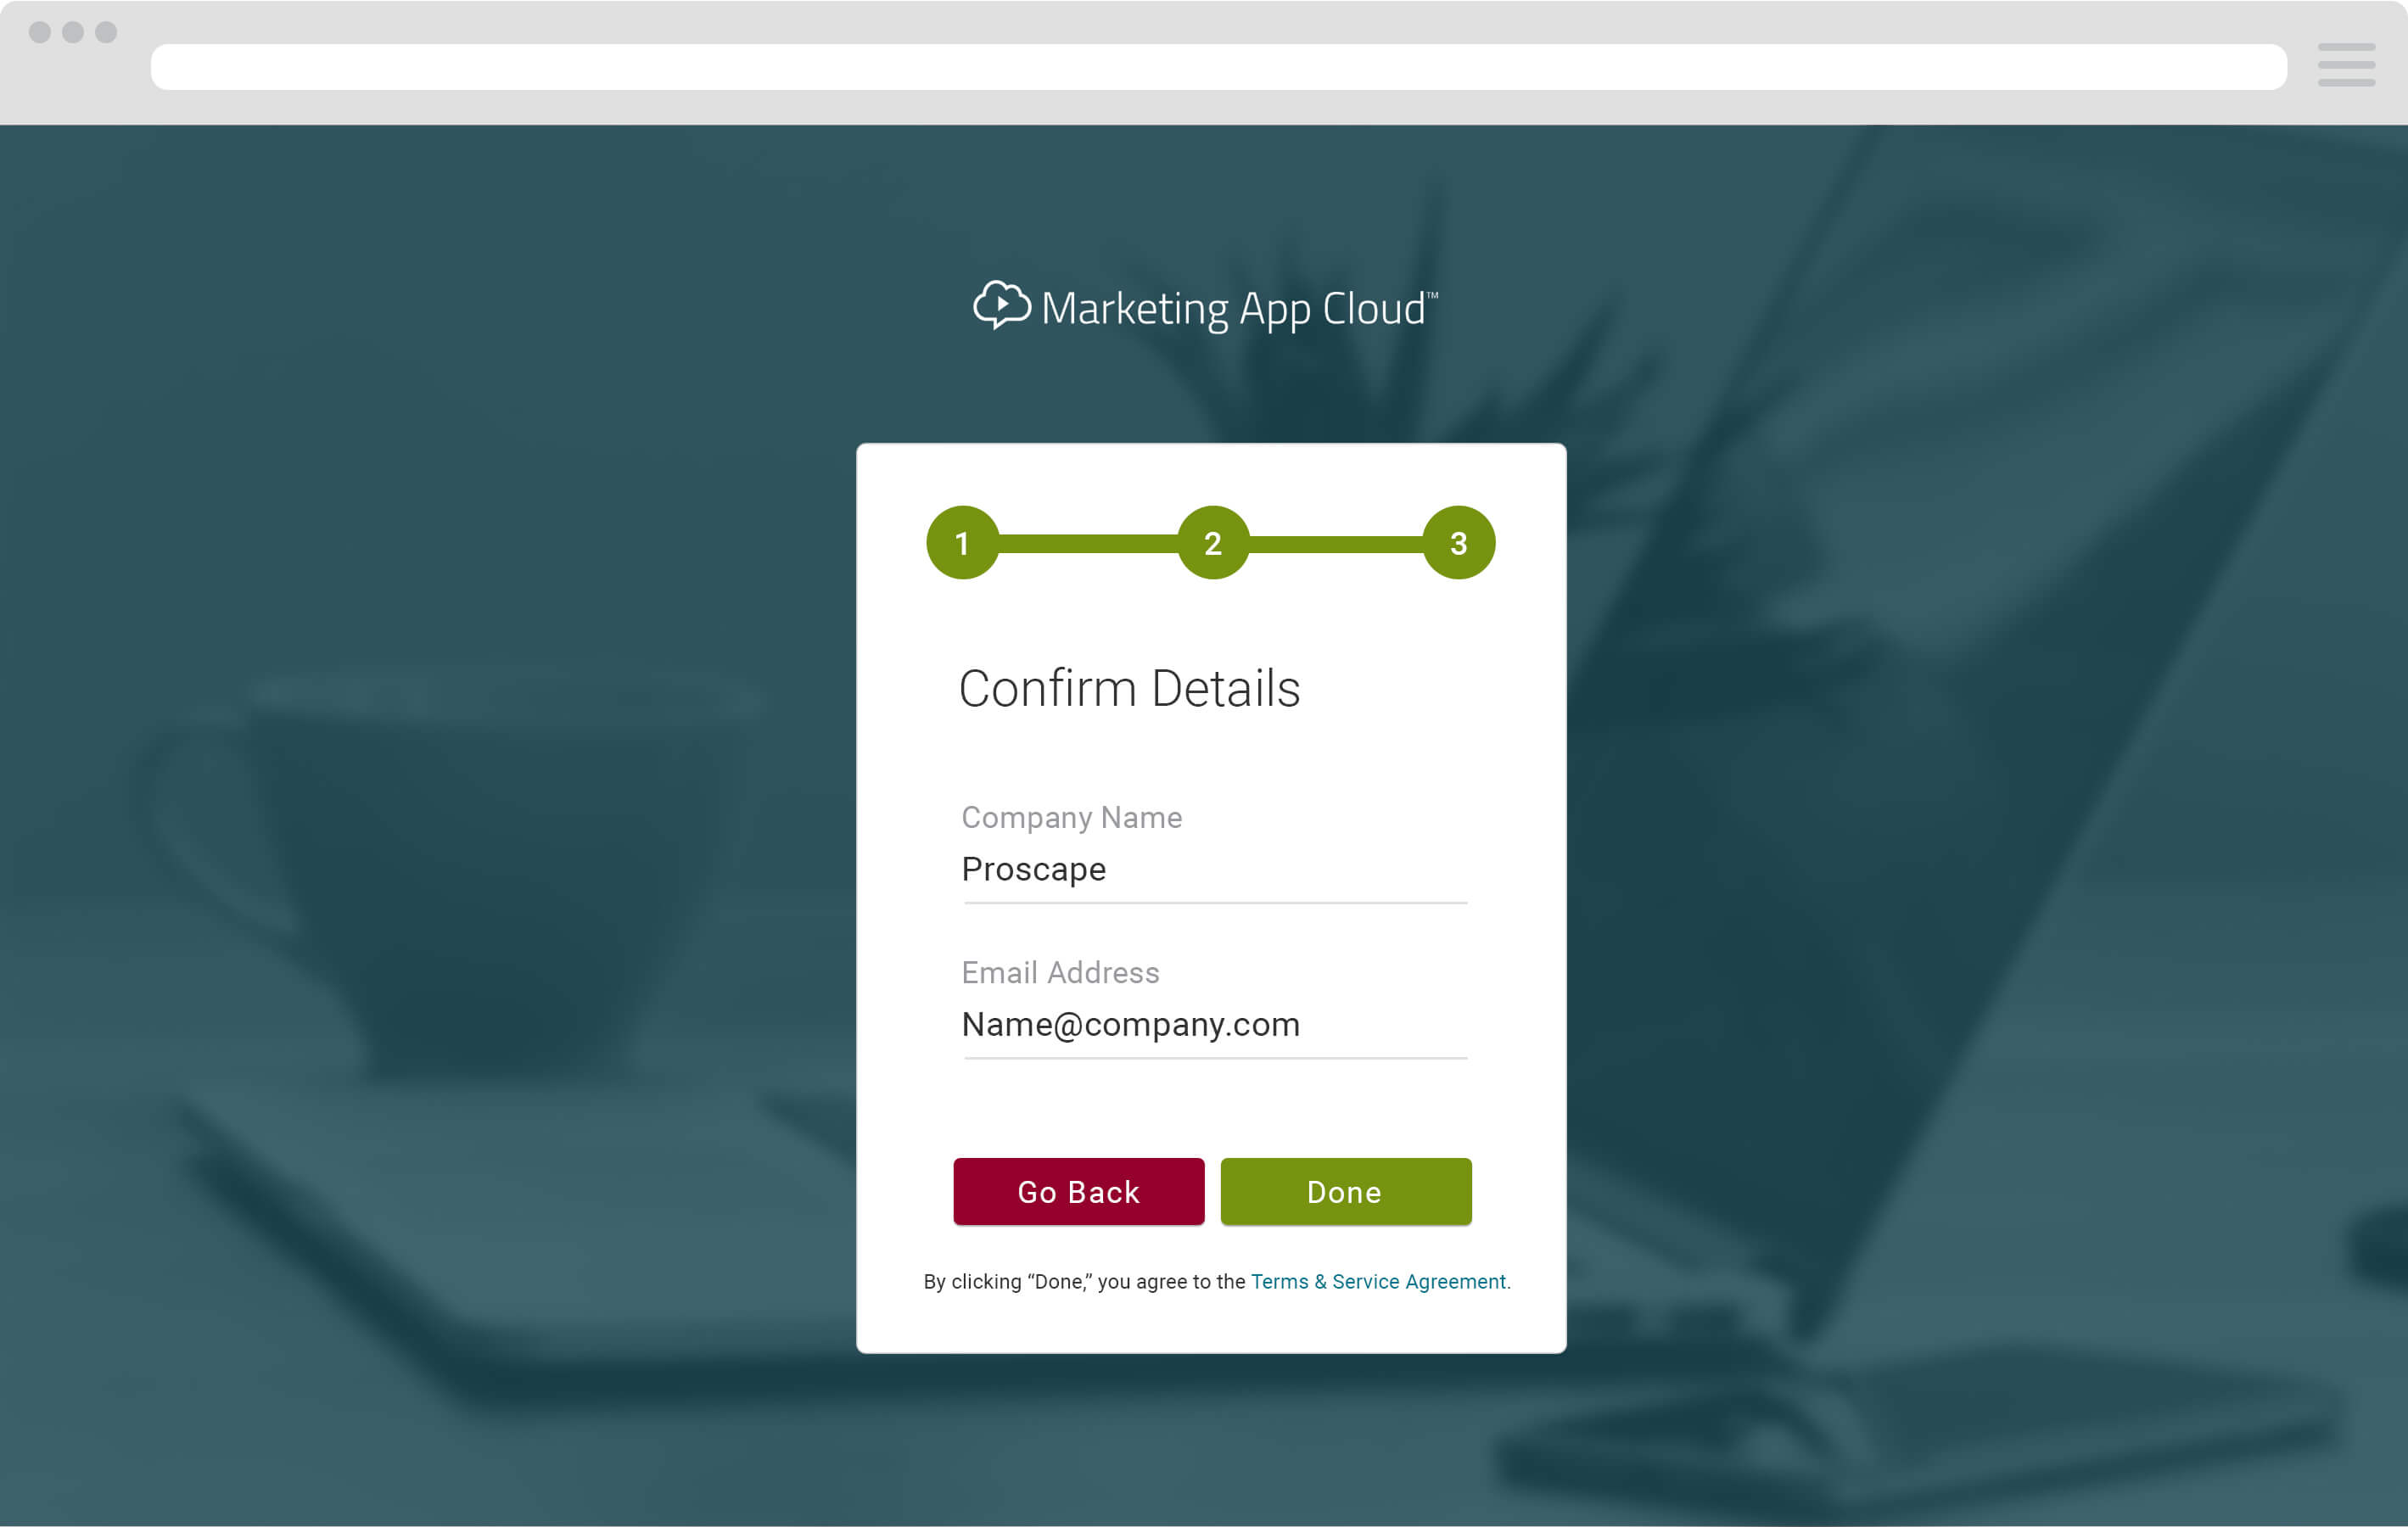 Marketing App Cloud™
1 2 3
Confirm Details
Company Name
Proscape
Email Address
Name@company.com
Go Back Done
By clicking “Done,” you agree to the Terms & Service Agreement.